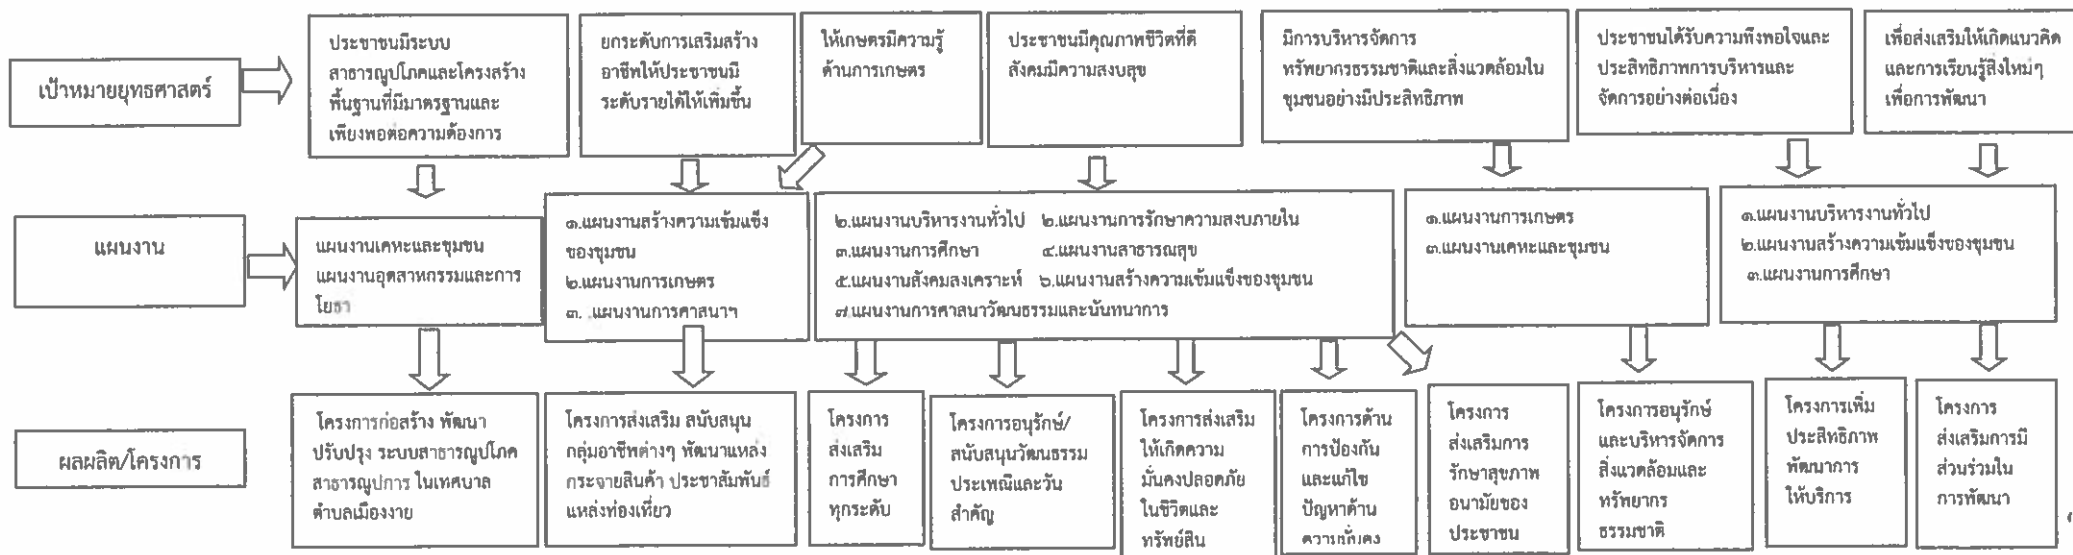 เป้าหมายยุทธศาสตร์
ประชาชนมีระบบ
สาธารณูปโภคและโครงสร้าง
พื้นฐานที่มีมาตรฐานและ
เพียงพอต่อความต้องการ
ยกระดับการเสริมสร้าง
อาชีพให้ประชาชนมี
ระดับรายได้ให้เพิ่มขึ้น
ให้เกษตรมีความรู้
ด้านการเกษตร
ประชาชนมีคุณภาพชีวิตที่ดี
สังคมมีความสงบสุข
มีการบริหารจัดการ
ทรัพยากรธรรมชาติและสิ่งแวดล้อมใน
ชุมชนอย่างมีประสิทธิภาพ
ประชาชนได้รับความพึงพอใจและ
ประสิทธิภาพการบริหารและ
จัดการอย่างต่อเนื่อง
เพื่อส่งเสริมให้เกิดแนวคิด
และการเรียนรู้สิ่งใหม่ๆ
เพื่อการพัฒนา
แผนงาน
แผนงานเคหะและชุมชน
แผนงานอุตสาหกรรมและการ
โยธา
๑.แผนงานสร้างความเข้มแข็ง
ของชุมชน
๒.แผนงานการเกษตร
๓. .แผนงานการศาสนาฯ
๒.แผนงานบริหารงานทั่วไป ๒.แผนงานการรักษาความสงบภายใน
๓.แผนงานการศึกษา ๔.แผนงานสาธารณสุข
๕.แผนงานสังคมสงเคราะห์ ๖.แผนงานสร้างความเข้มแข็งของชุมชน
๗.แผนงานการศาสนาวัฒนธรรมและนันทนาการ
๑.แผนงานการเกษตร
๓.แผนงานเคหะและชุมชน
๑.แผนงานบริหารงานทั่วไป
๒.แผนงานสร้างความเข้มแข็งของชุมชน
๓.แผนงานการศึกษา
ผลผลิต/โครงการ
โครงการก่อสร้าง พัฒนา
ปรับปรุง ระบบสาธารณูปโภค
สาธารณูปการ ในเทศบาล
ตำบลเมืองงาย
โครงการส่งเสริม สนับสนุน
กลุ่มอาชีพต่างๆ พัฒนาแหล่ง
กระจายสินค้า ประชาสัมพันธ์
แหล่งท่องเที่ยว
โครงการ
ส่งเสริม
การศึกษา
ทุกระดับ
โครงการอนุรักษ์/
สนับสนุนวัฒนธรรม
ประเพณีและวัน
สำคัญ
โครงการส่งเสริม
ให้เกิดความ
มั่นคงปลอดภัย
ในชีวิตและ
ทรัพย์สิน
โครงการด้าน
การป้องกัน
และแก้ไข
ปัญหาด้าน
ความมั่นคง
โครงการ
ส่งเสริมการ
รักษาสุขภาพ
อนามัยของ
ประชาชน
โครงการอนุรักษ์
และบริหารจัดการ
สิ่งแวดล้อมและ
ทรัพยากร
ธรรมชาติ
โครงการเพิ่ม
ประสิทธิภาพ
พัฒนาการ
ให้บริการ
โครงการ
ส่งเสริมการมี
ส่วนร่วมใน
การพัฒนา